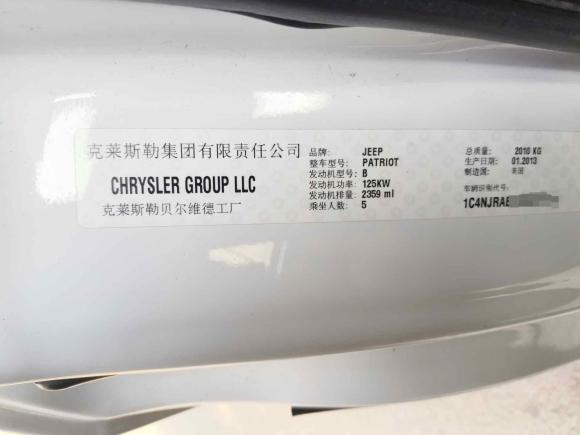 克莱斯勒集团有限责任公司
CHRYSLER GROUP LLC
克莱斯勒贝尔维德工厂
品牌: JEEP
整车型号: PATRIOT
发动机型号: B
发动机功率: 125KW
发动机排量: 2359 ml
乘坐人数: 5
总质量: 2010 KG
生产日期: 01.2013
制造国: 美国
车辆识别代号:
1C4NJRAE